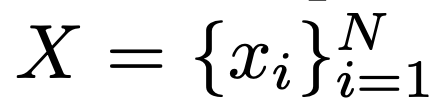 X = {x_i}_{i=1}^N